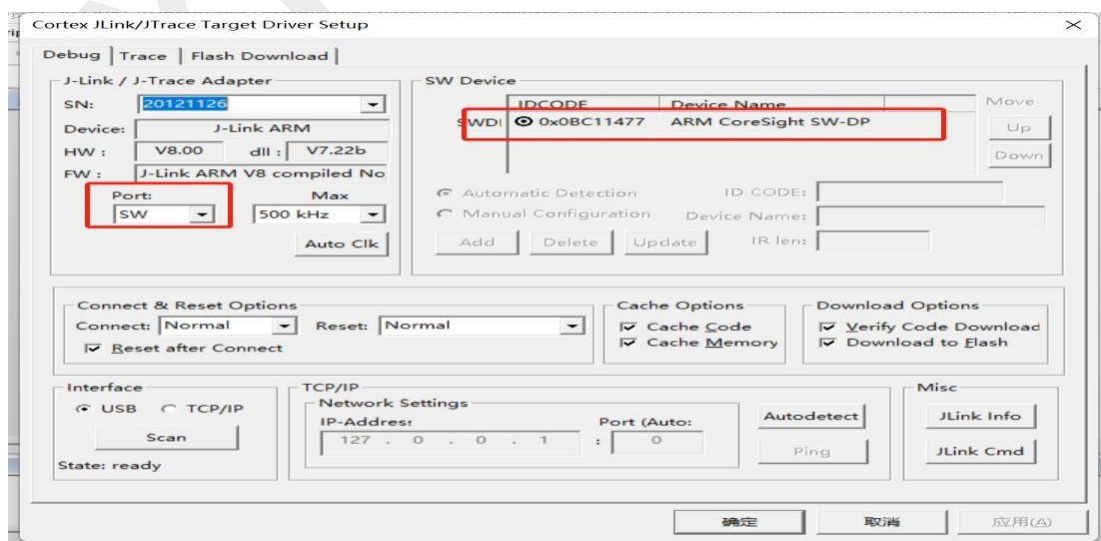 Cortex JLink/JTrace Target Driver Setup
Debug Trace Flash Download
J-Link / J-Trace Adapter
SN: 20121126
Device: J-Link ARM
HW : V8.00 dll : V7.22b
FW : J-Link ARM V8 compiled No
Port: Max
SW 500 kHz
Auto Clk
SW Device
IDCODE Device Name Move
SWDI 0x0BC11477 ARM CoreSight SW-DP Up
Down
Automatic Detection ID CODE:
Manual Configuration Device Name:
Add Delete Update IR len:
Connect & Reset Options
Connect: Normal Reset: Normal
Reset after Connect
Cache Options
Cache Code
Cache Memory
Download Options
Verify Code Download
Download to Flash
Interface
USB TCP/IP
Scan
State: ready
TCP/IP
Network Settings
IP-Address Port (Auto:
127 . 0 . 0 . 1 : 0
Autodetect
Ping
Misc
JLink Info
JLink Cmd
确定 取消 应用(A)